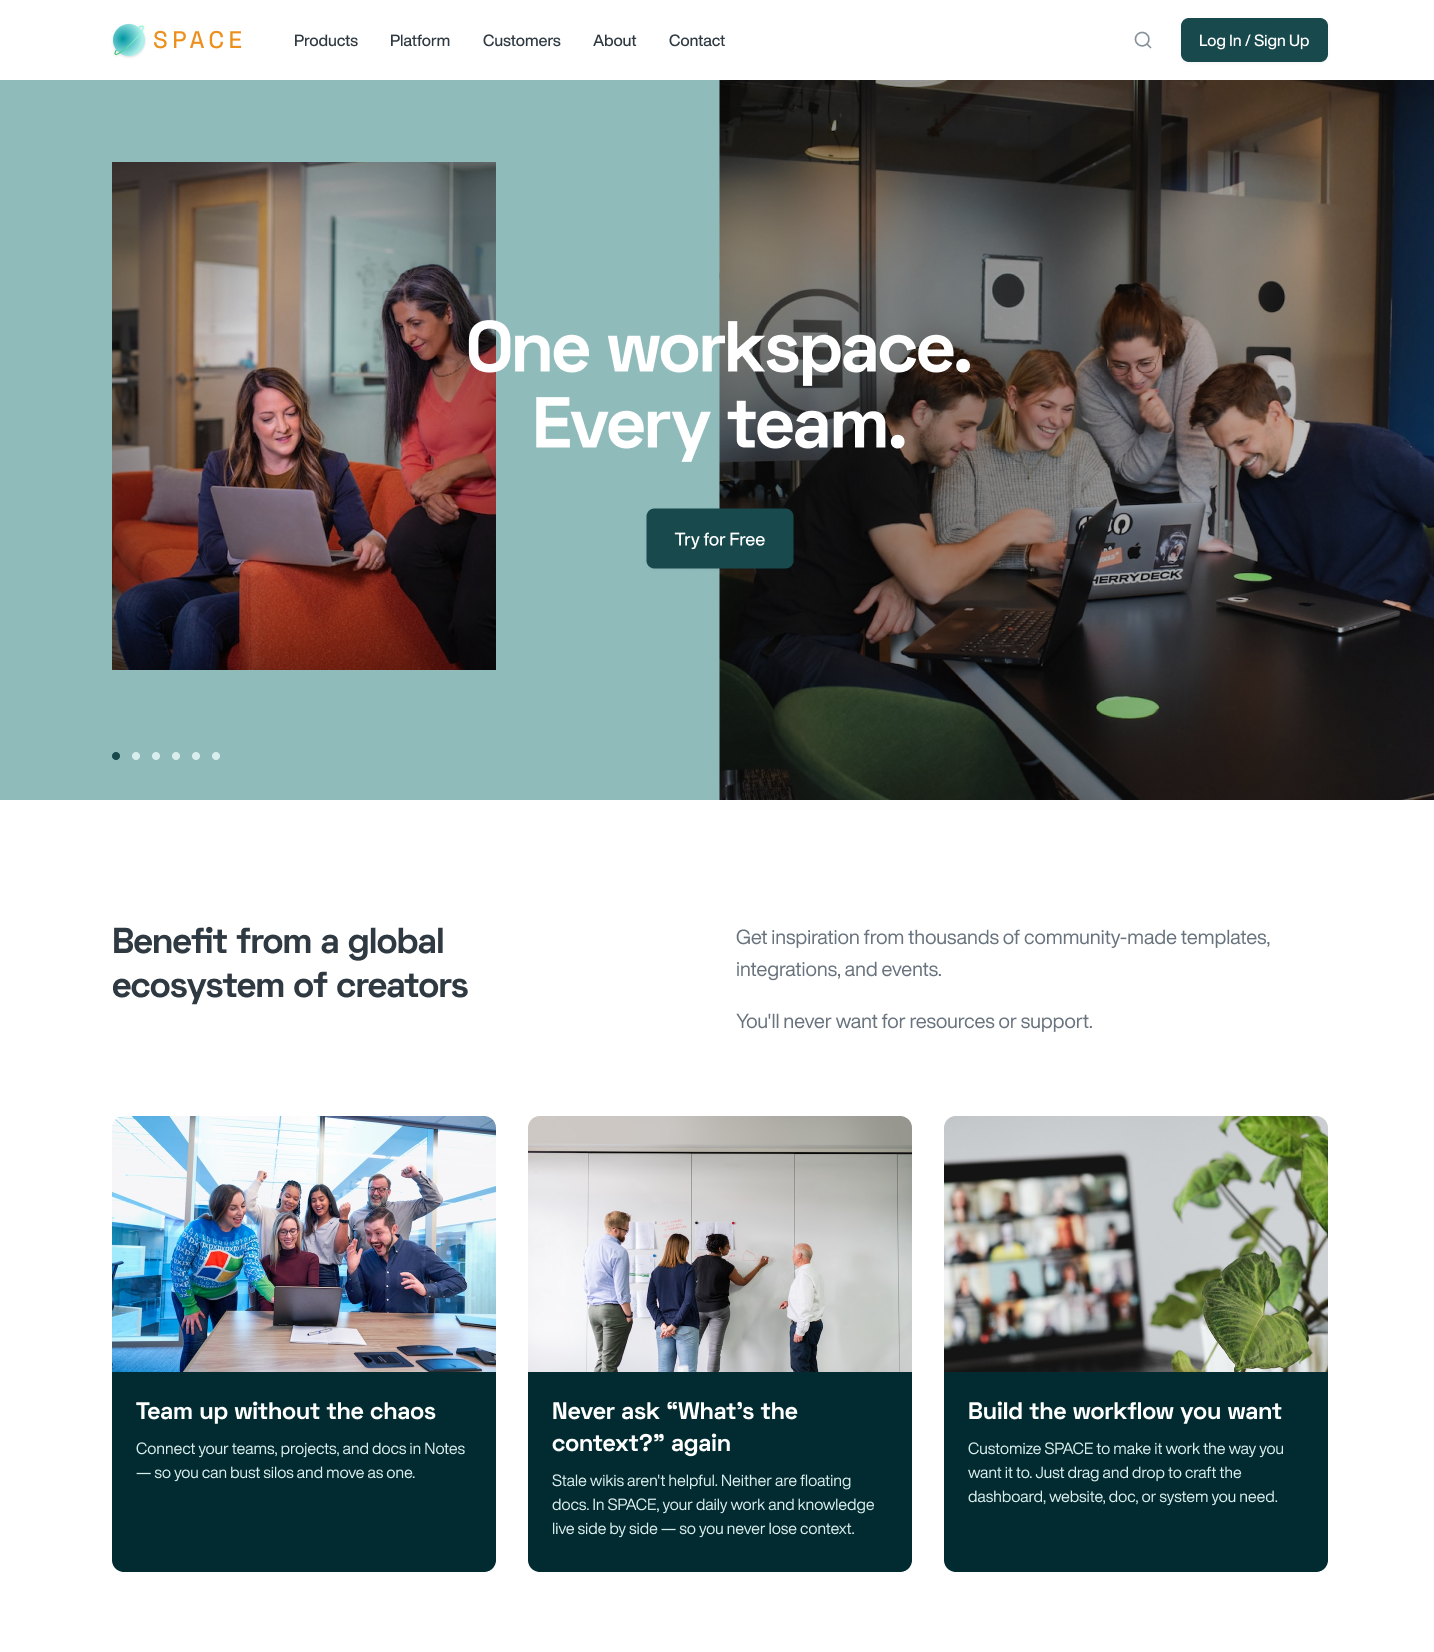 SPACE
Products Platform Customers About Contact
Log In / Sign Up
One workspace.
Every team.
Try for Free
HERRYDECK
Benefit from a global
ecosystem of creators
Get inspiration from thousands of community-made templates,
integrations, and events.
You'll never want for resources or support.
Team up without the chaos
Connect your teams, projects, and docs in Notes
— so you can bust silos and move as one.
Never ask “What’s the
context?” again
Stale wikis aren't helpful. Neither are floating
docs. In SPACE, your daily work and knowledge
live side by side — so you never lose context.
Build the workflow you want
Customize SPACE to make it work the way you
want it to. Just drag and drop to craft the
dashboard, website, doc, or system you need.